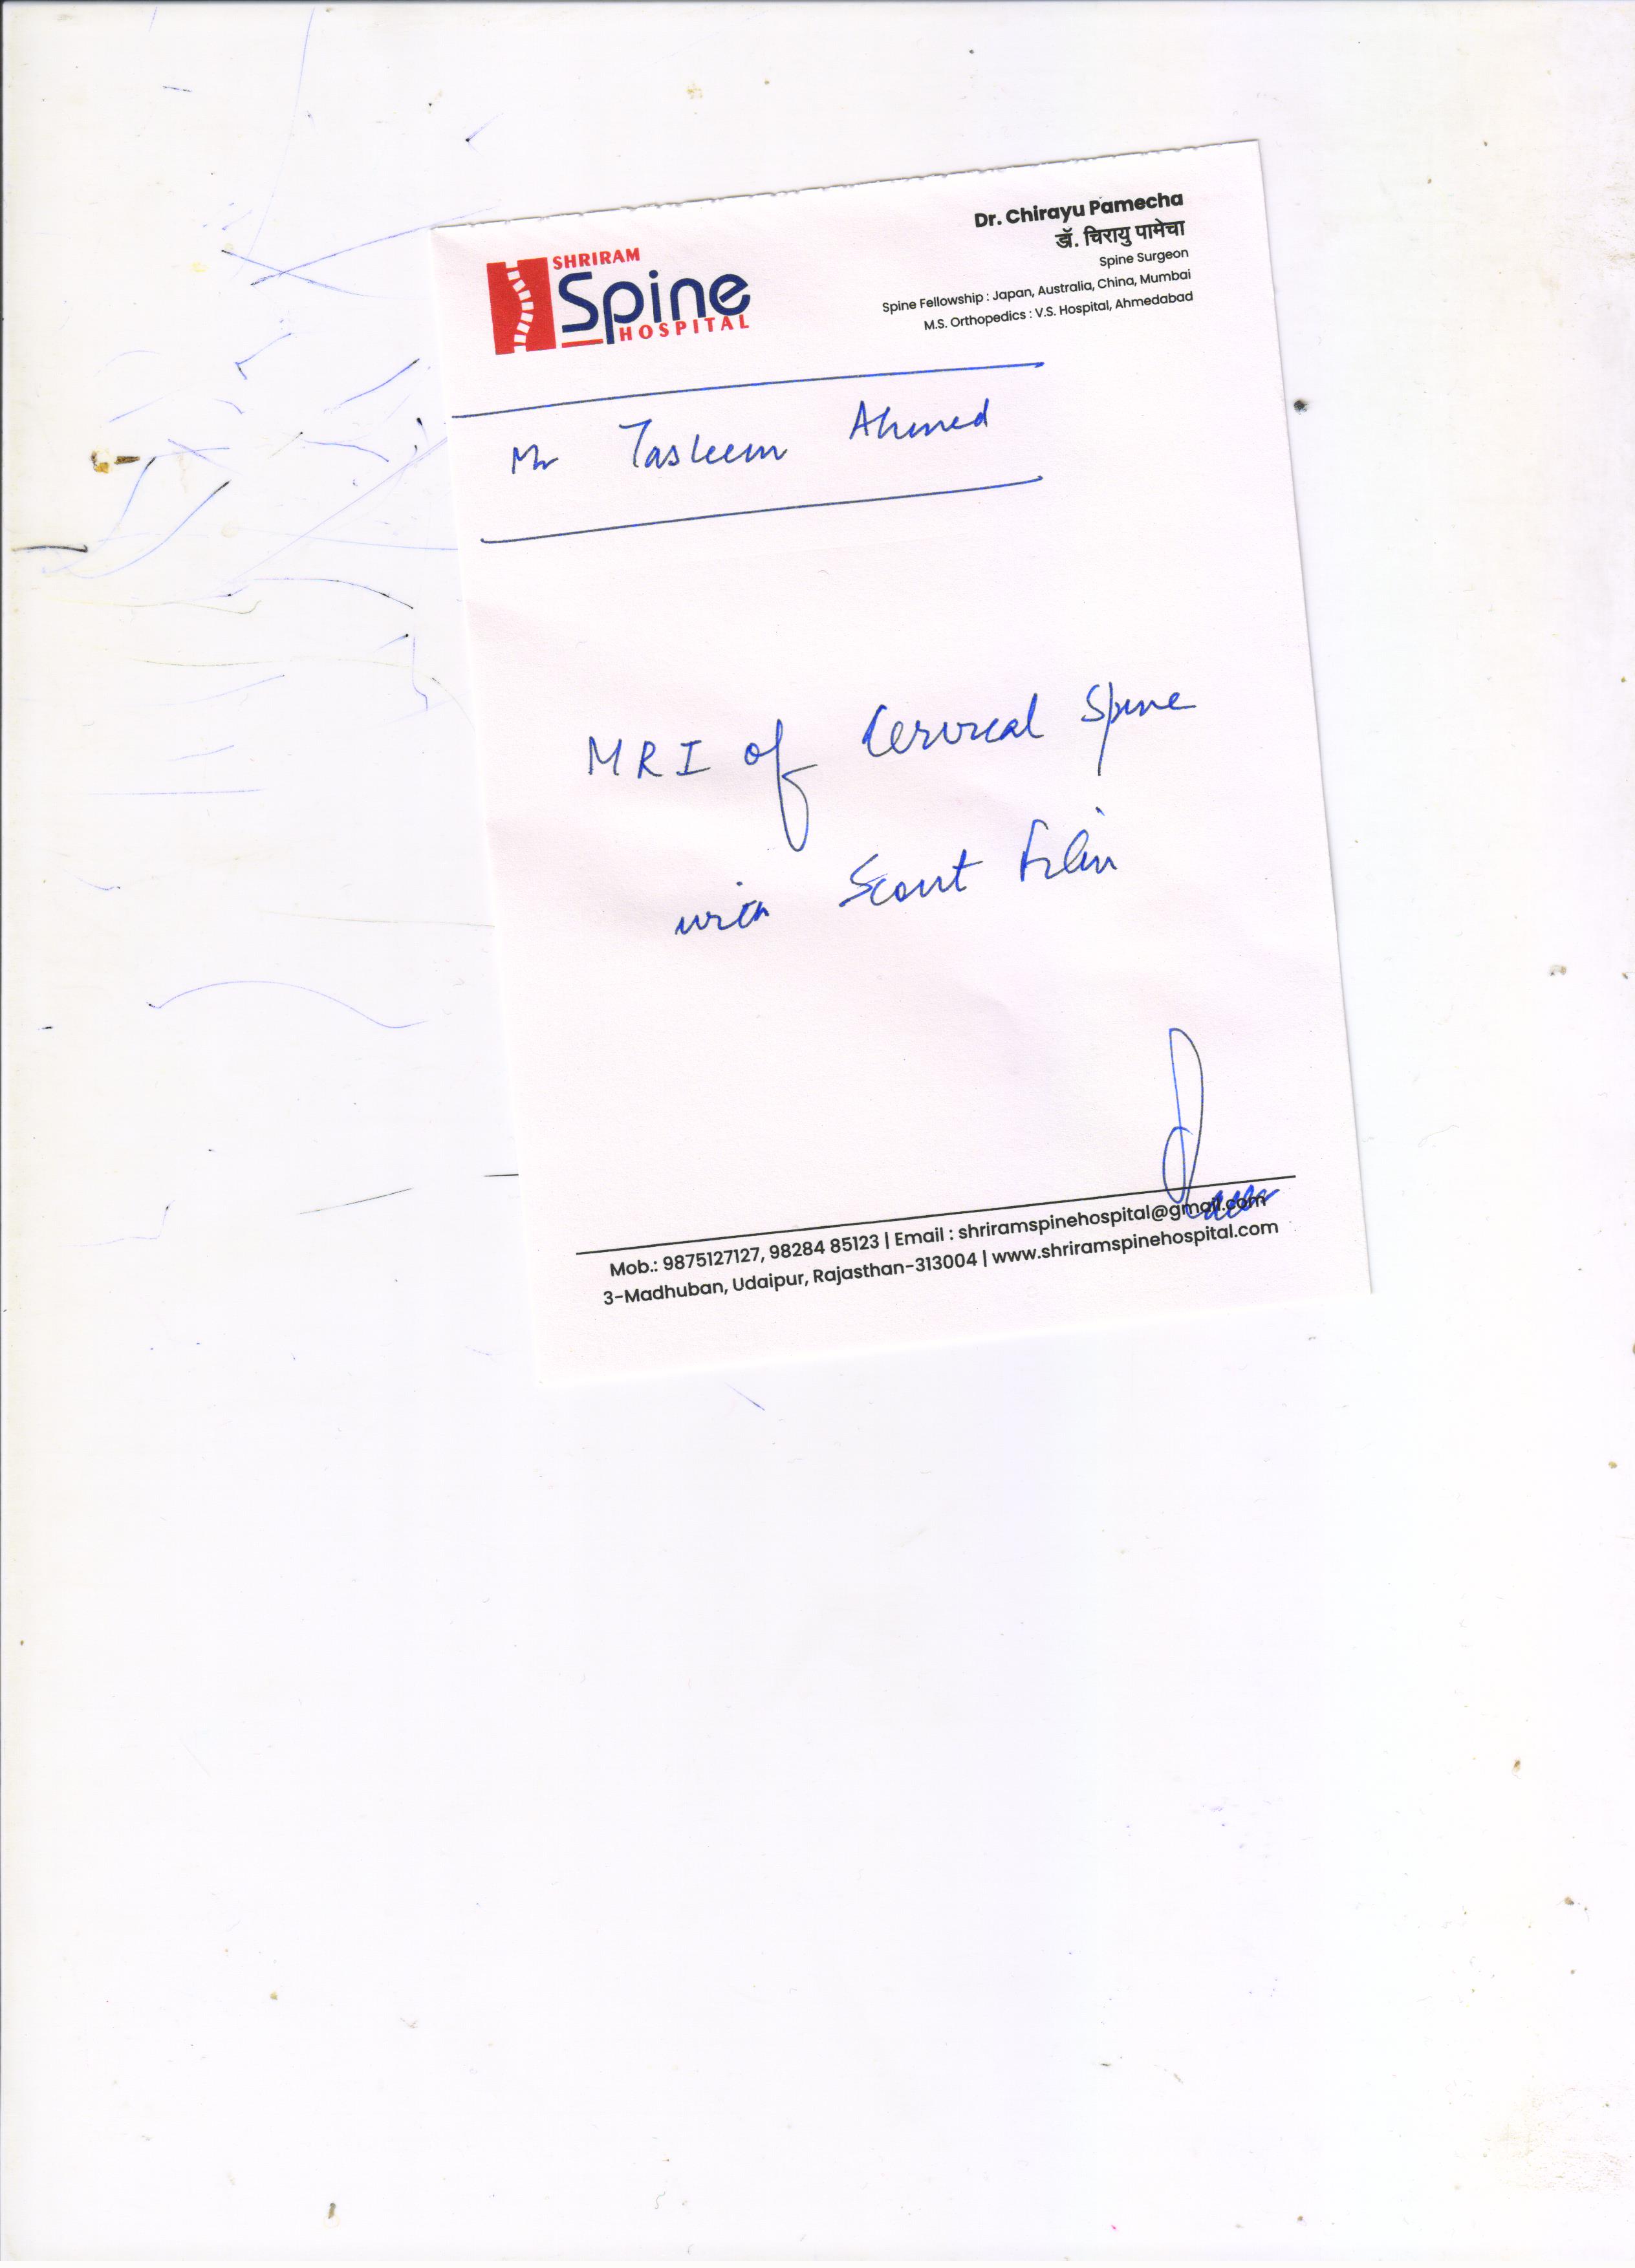 SHRIRAM
Spine
HOSPITAL
Dr. Chirayu Pamecha
डॉ. चिरायु पामेचा
Spine Surgeon
Spine Fellowship : Japan, Australia, China, Mumbai
M.S. Orthopedics : V.S. Hospital, Ahmedabad
Mr Tasleem Ahmed
MRI of Cervical Spine
with Scout Film
Mob.: 9875127127, 98284 85123 | Email : shriramspinehospital@gmail.com
3-Madhuban, Udaipur, Rajasthan-313004 | www.shriramspinehospital.com